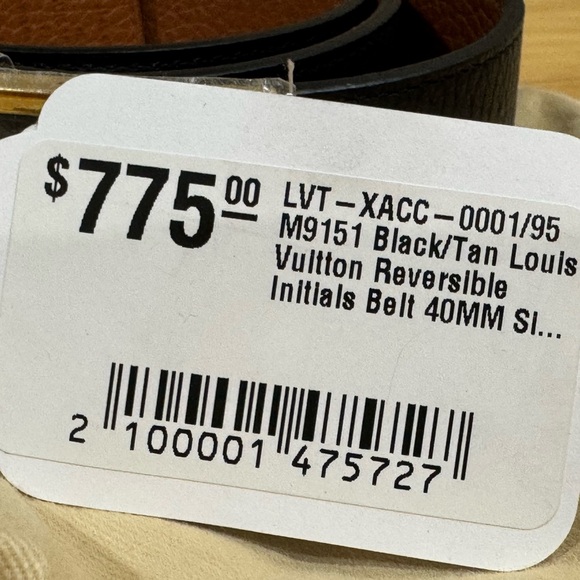 $775.00
LVT-XACC-0001/95
M9151 Black/Tan Louis
Vuitton Reversible
Initials Belt 40MM Si...
2 100001 475727